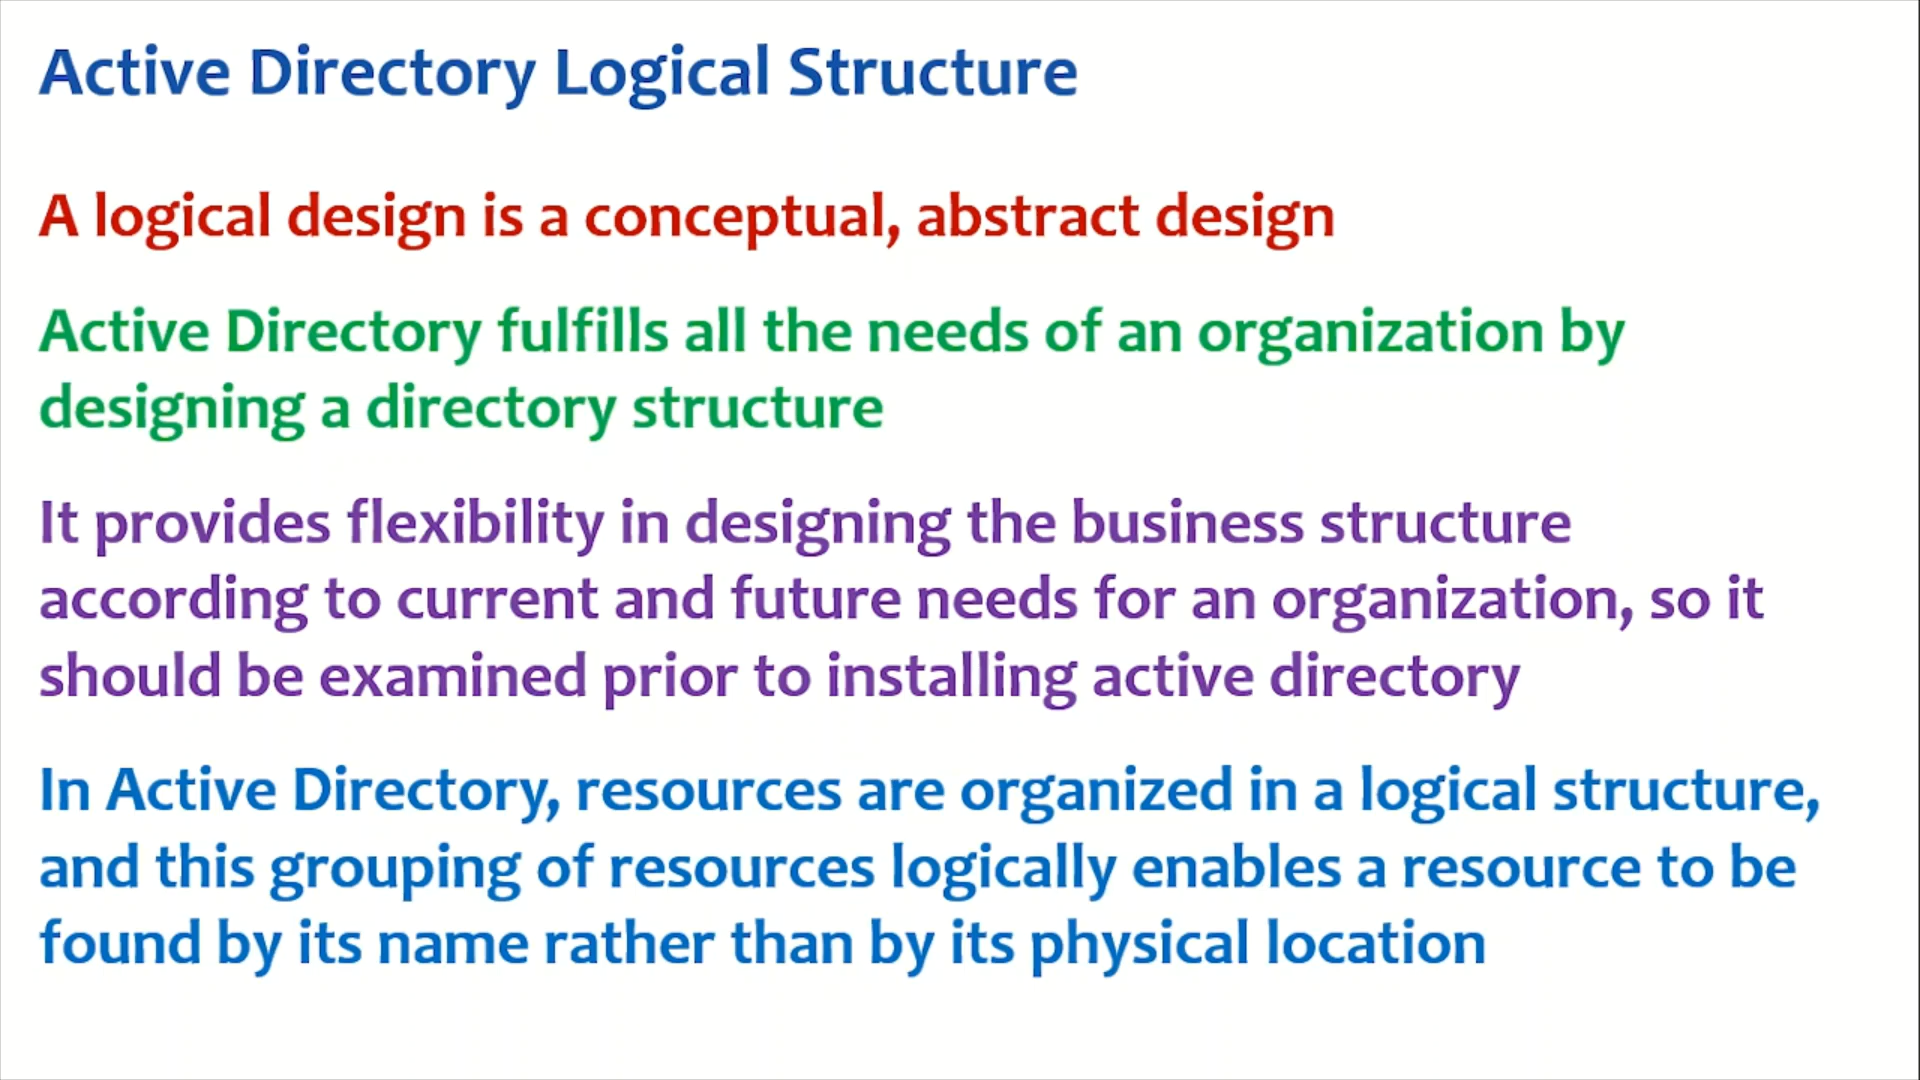 Active Directory Logical Structure
A logical design is a conceptual, abstract design
Active Directory fulfills all the needs of an organization by
designing a directory structure
It provides flexibility in designing the business structure
according to current and future needs for an organization, so it
should be examined prior to installing active directory
In Active Directory, resources are organized in a logical structure,
and this grouping of resources logically enables a resource to be
found by its name rather than by its physical location